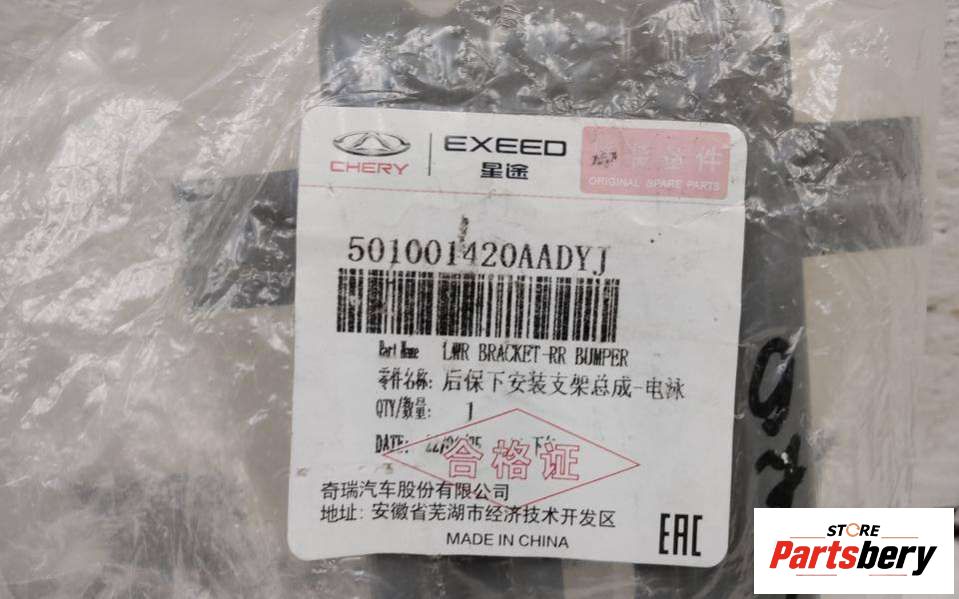 CHERY
EXEED
星途
ORIGINAL SPARE PARTS
501001420AADYJ
Part Name LWR BRACKET-RR BUMPER
零件名称: 后保下安装支架总成-电泳
QTY/数量: 1
DATE:
合格证
奇瑞汽车股份有限公司
地址: 安徽省芜湖市经济技术开发区
MADE IN CHINA
EAC
STORE
Partsbery